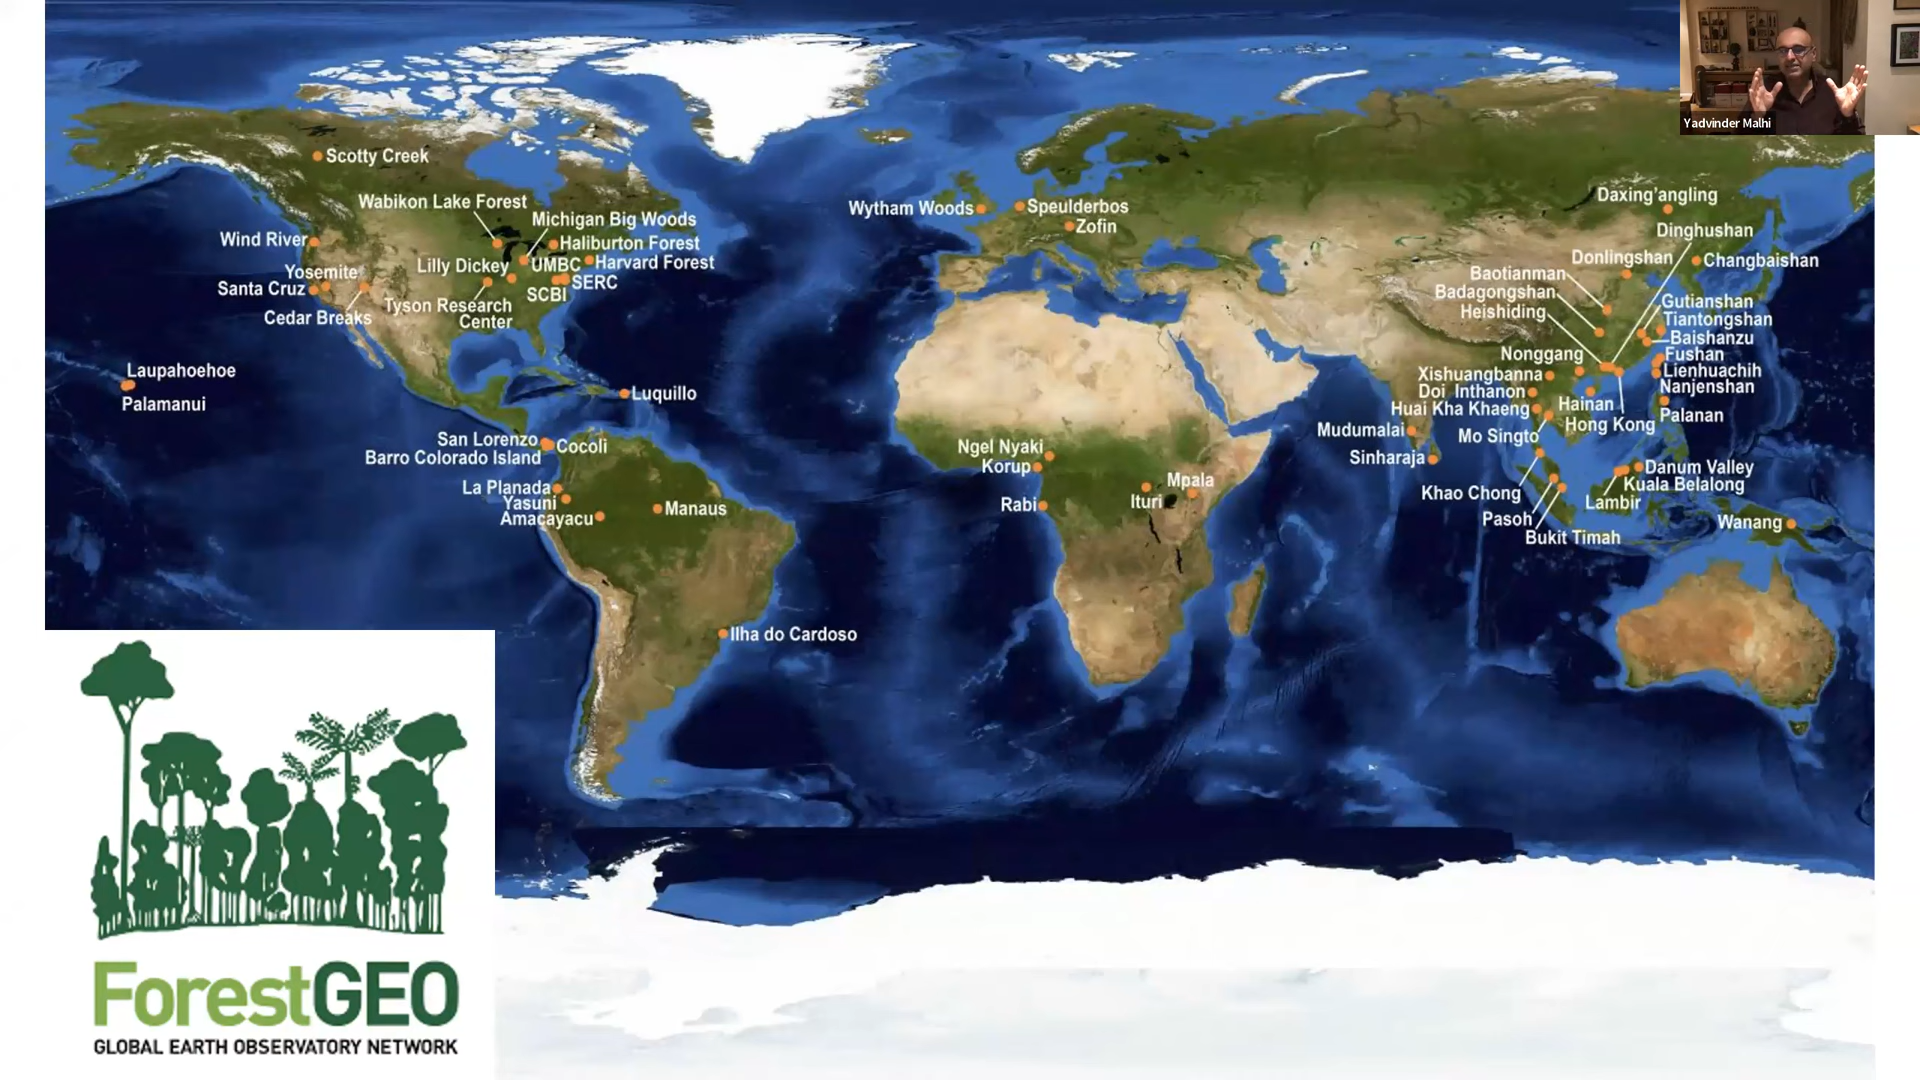 Yadvinder Malhi
Scotty Creek
Wabikon Lake Forest
Michigan Big Woods
Wind River
Haliburton Forest
Lilly Dickey
UMBC
Harvard Forest
Yosemite
Santa Cruz
SERC
SCBI
Cedar Breaks
Tyson Research
Center
Laupahoehoe
Palamanui
Luquillo
San Lorenzo
Cocoli
Barro Colorado Island
La Planada
Yasuni
Amacayacu
Manaus
Ilha do Cardoso
Wytham Woods
Speulderbos
Zofin
Ngel Nyaki
Korup
Rabi
Ituri
Mpala
Daxing'angling
Dinghushan
Donlingshan
Changbaishan
Baotianman
Badagongshan
Heishiding
Gutianshan
Tiantongshan
Baishanzu
Nonggang
Fushan
Xishuangbanna
Lienhuachih
Doi Inthanon
Nanjenshan
Huai Kha Khaeng
Hainan
Palanan
Hong Kong
Mudumalai
Mo Singto
Sinharaja
Danum Valley
Kuala Belalong
Khao Chong
Lambir
Pasoh
Bukit Timah
Wanang
ForestGEO
GLOBAL EARTH OBSERVATORY NETWORK